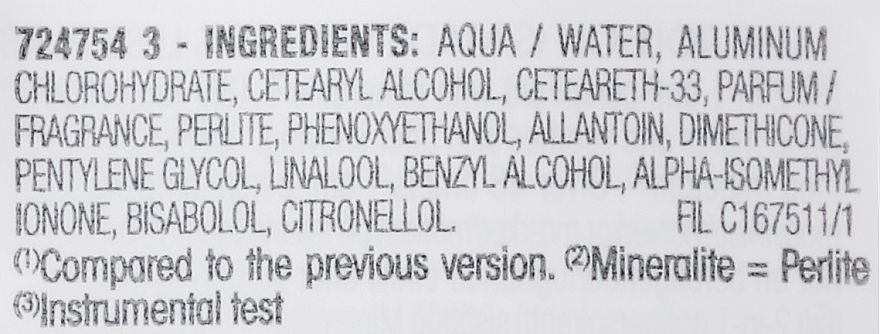 724754 3 - INGREDIENTS: AQUA / WATER, ALUMINUM
CHLOROHYDRATE, CETEARYL ALCOHOL, CETEARETH-33, PARFUM /
FRAGRANCE, PERLITE, PHENOXYETHANOL, ALLANTOIN, DIMETHICONE,
PENTYLENE GLYCOL, LINALOOL, BENZYL ALCOHOL, ALPHA-ISOMETHYL
IONONE, BISABOLOL, CITRONELLOL. FIL C167511/1
(1)Compared to the previous version. (2)Mineralite = Perlite
(3)Instrumental test